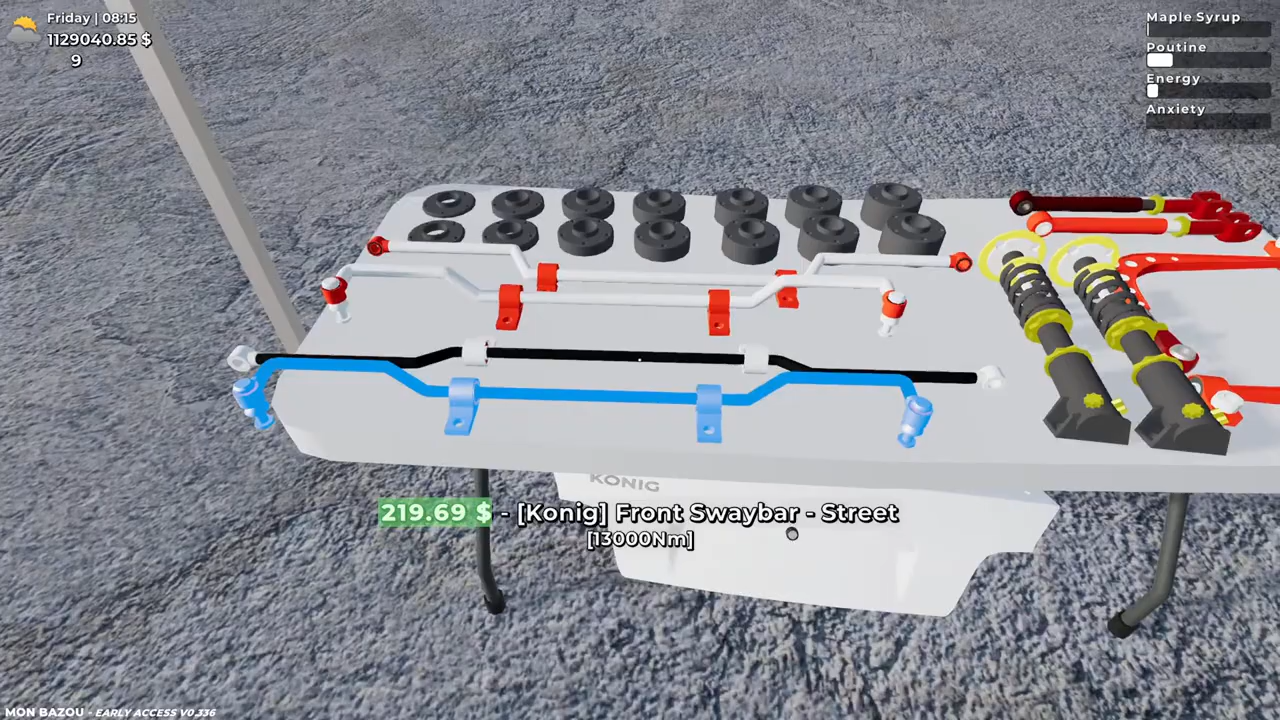 Friday | 08:15
1129040.85 $
9
Maple Syrup
Poutine
Energy
Anxiety
KONIG
219.69 $ - [Konig] Front Swaybar - Street
[13000Nm]
MON BAZOU - EARLY ACCESS V0.336